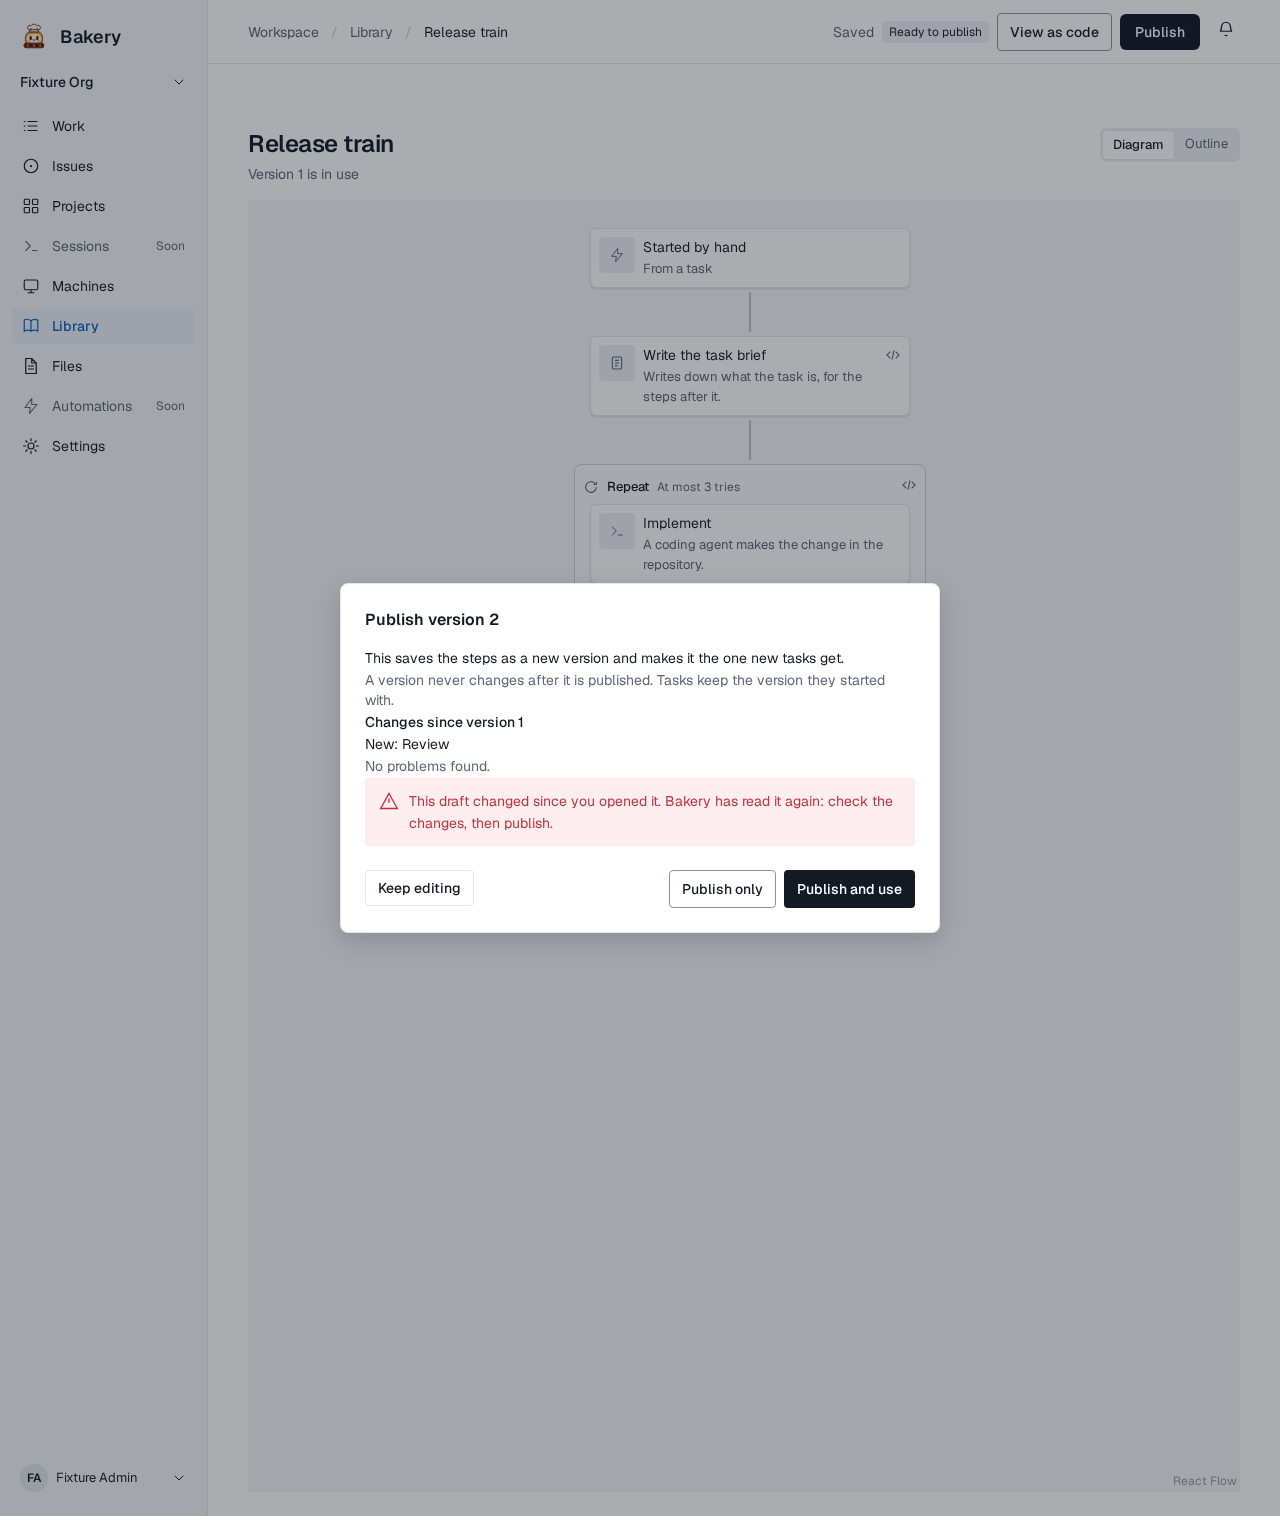 Bakery
Fixture Org
Work
Issues
Projects
Sessions Soon
Machines
Library
Files
Automations Soon
Settings
FA Fixture Admin
Workspace / Library / Release train
Saved Ready to publish View as code Publish
Release train
Version 1 is in use
Diagram Outline
Started by hand
From a task
Write the task brief
Writes down what the task is, for the
steps after it.
Repeat At most 3 tries
Implement
A coding agent makes the change in the
repository.
Publish version 2
This saves the steps as a new version and makes it the one new tasks get.
A version never changes after it is published. Tasks keep the version they started
with.
Changes since version 1
New: Review
No problems found.
This draft changed since you opened it. Bakery has read it again: check the
changes, then publish.
Keep editing Publish only Publish and use
React Flow